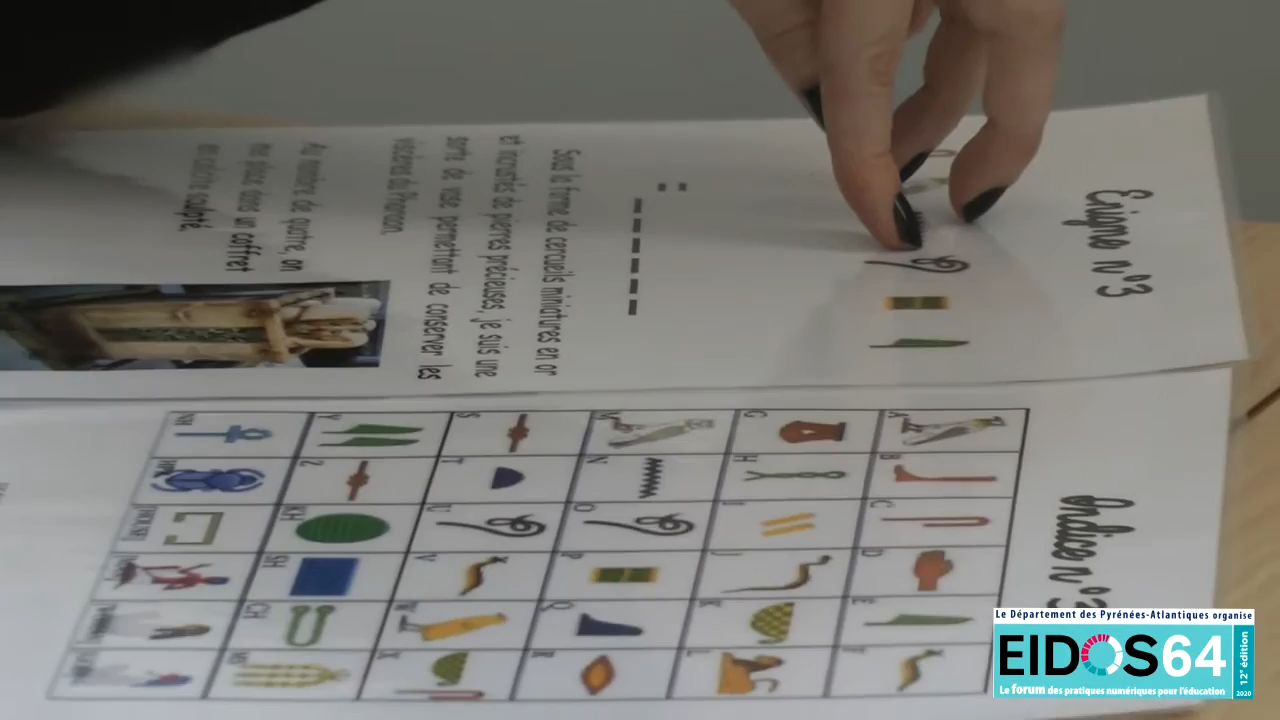 Enigme n°3
Sous la forme de cercueils miniatures en or
et incrustés de pierres précieuses, je suis une
sorte de vase permettant de conserver les
viscères du Pharaon.
Au nombre de quatre, on
me place dans un coffret
en calcite sculpté.
Indice n°3
A B C D E F
G H I J K L
M N O P Q R
S T U V W X
Y Z KH SH CH
Le Département des Pyrénées-Atlantiques organise
EIDOS64
Le forum des pratiques numériques pour l'éducation
12e édition
2020